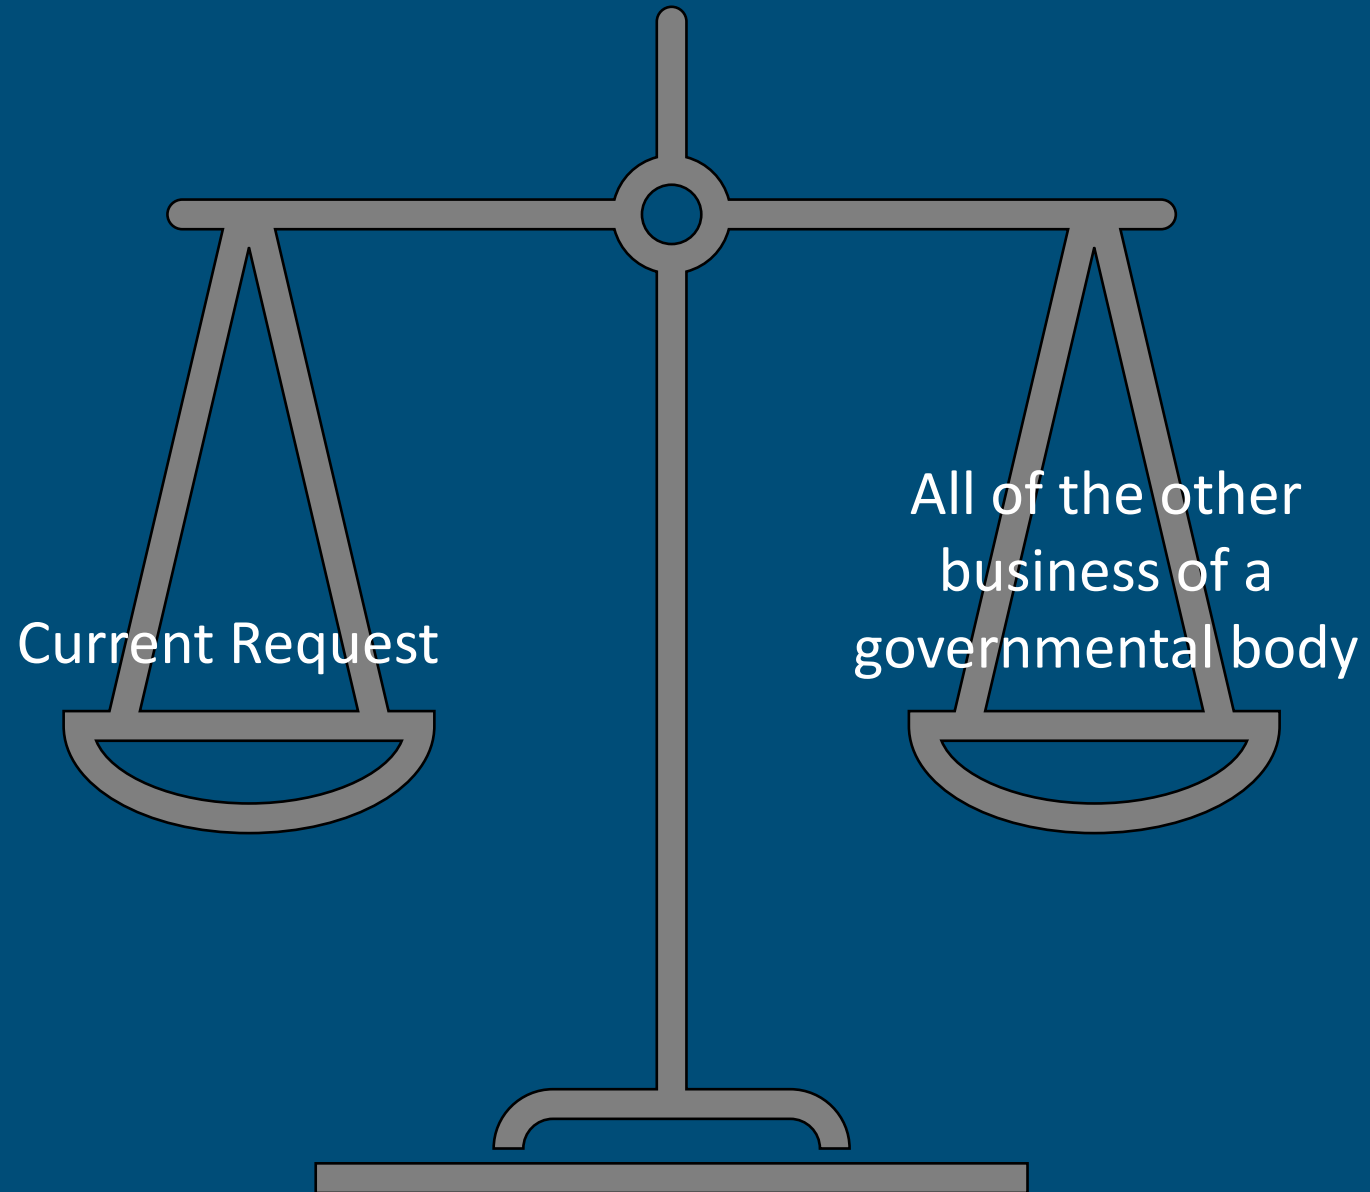 Current Request
All of the other
business of a
governmental body